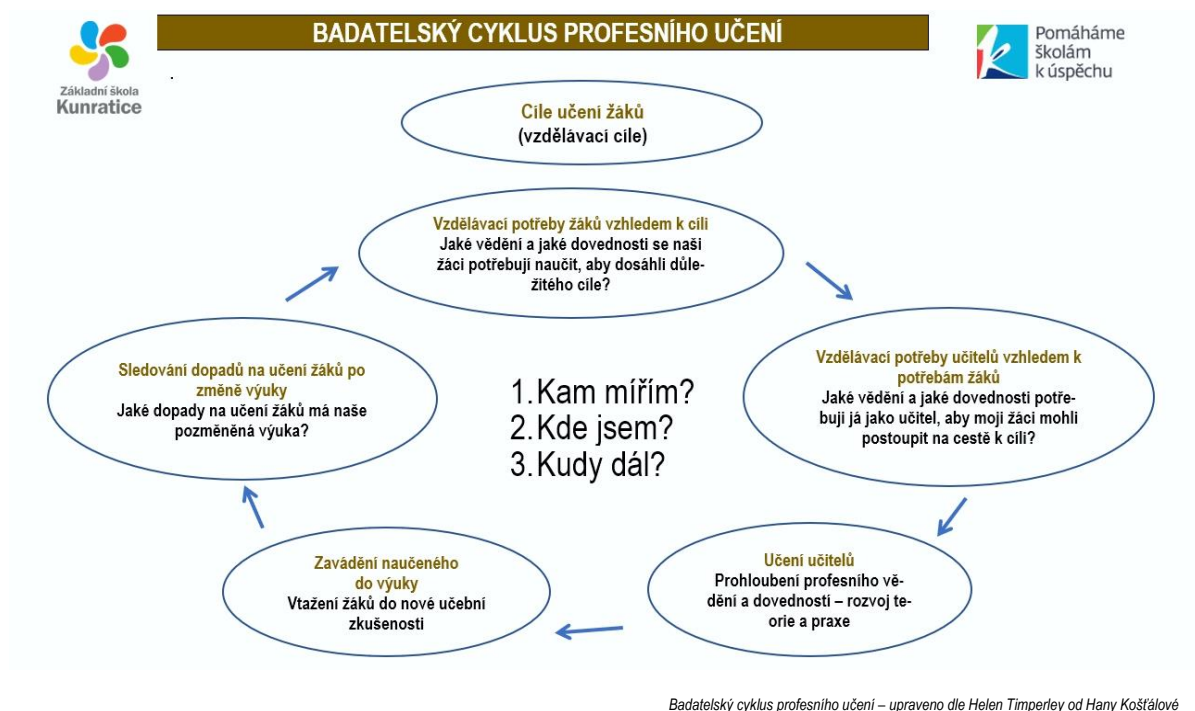 BADATELSKÝ CYKLUS PROFESNÍHO UČENÍ
Základní škola
Kunratice
Pomáháme
školám
k úspěchu
Cíle učení žáků
(vzdělávací cíle)
Vzdělávací potřeby žáků vzhledem k cíli
Jaké vědění a jaké dovednosti se naši
žáci potřebují naučit, aby dosáhli důle-
žitého cíle?
Vzdělávací potřeby učitelů vzhledem k
potřebám žáků
Jaké vědění a jaké dovednosti potře-
buji já jako učitel, aby moji žáci mohli
postoupit na cestě k cíli?
Učení učitelů
Prohloubení profesního vě-
dění a dovedností – rozvoj te-
orie a praxe
Zavádění naučeného
do výuky
Vtažení žáků do nové učební
zkušenosti
Sledování dopadů na učení žáků po
změně výuky
Jaké dopady na učení žáků má naše
pozměněná výuka?
1. Kam mířím?
2. Kde jsem?
3. Kudy dál?
Badatelský cyklus profesního učení – upraveno dle Helen Timperley od Hany Košťálové